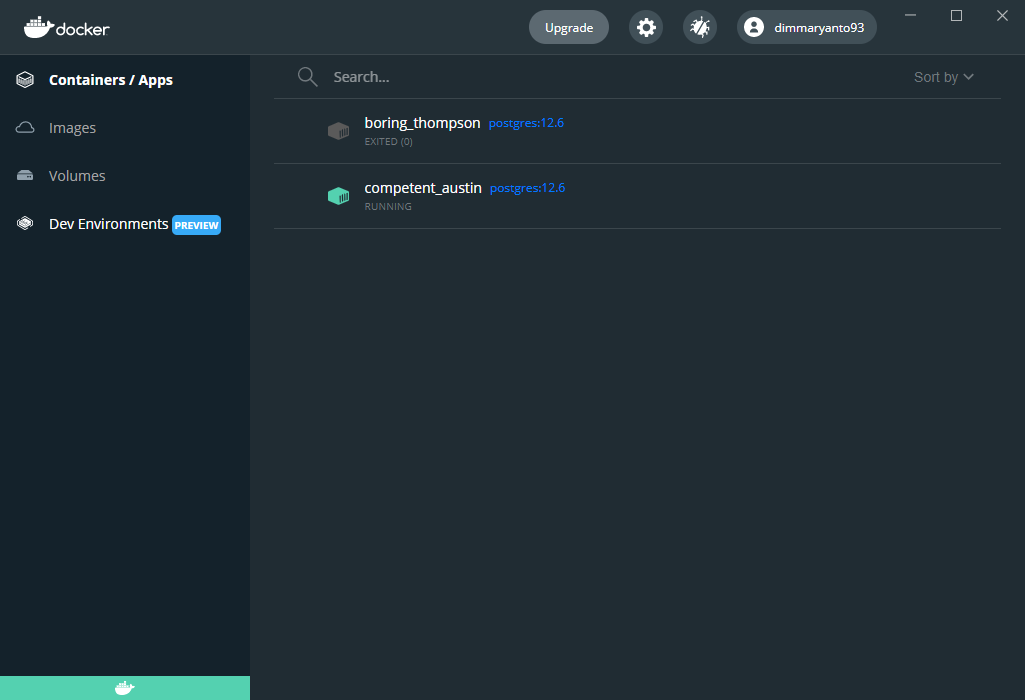 docker
Upgrade
dimmaryanto93
Containers / Apps
Images
Volumes
Dev Environments PREVIEW
Search...
Sort by
boring_thompson postgres:12.6
EXITED (0)
competent_austin postgres:12.6
RUNNING